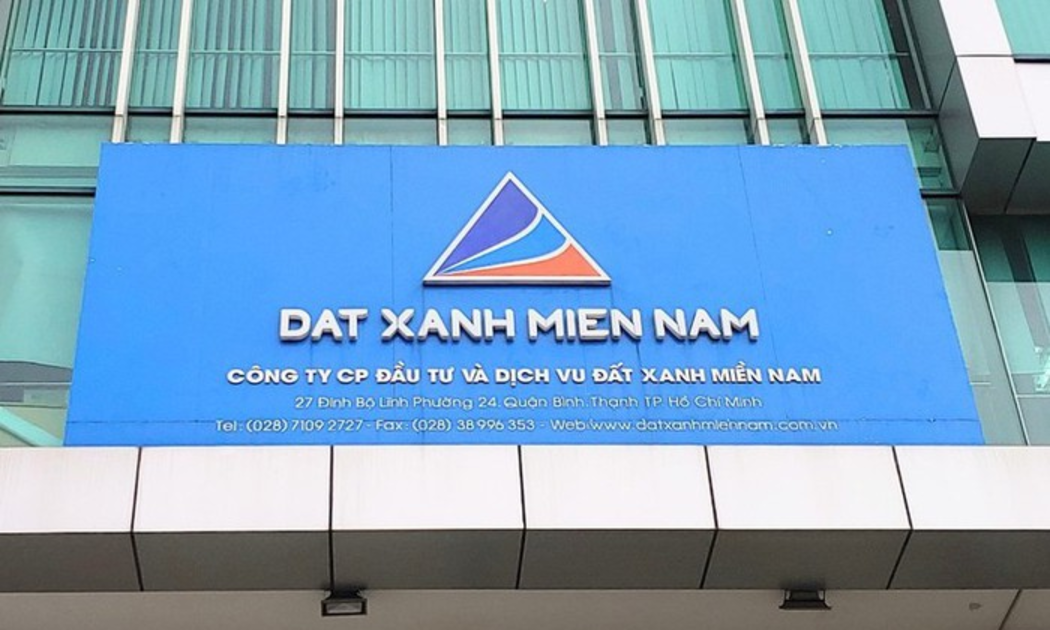 DAT XANH MIEN NAM
CÔNG TY CP ĐẦU TƯ VÀ DỊCH VU ĐẤT XANH MIỀN NAM
27 Đinh Bộ Lĩnh Phường 24, Quận Bình Thạnh TP. Hồ Chí Minh
Tel: (028) 7109 2727 - Fax: (028) 38 996 353 - Web:www.datxanhmiennam.com.vn